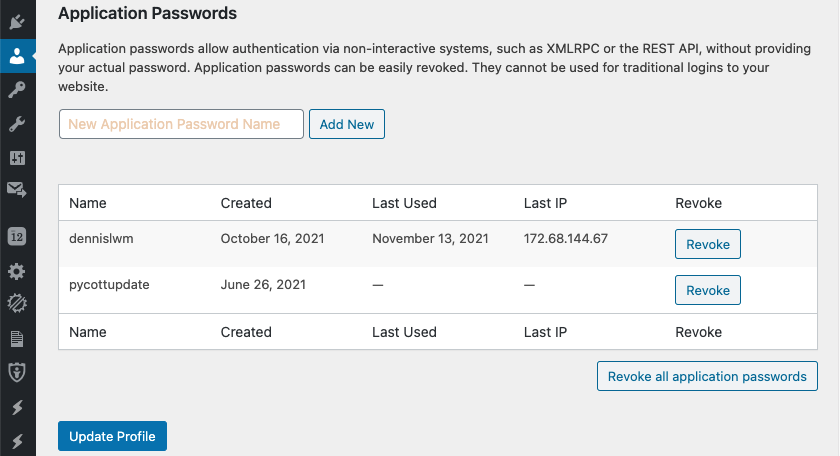 Application Passwords
Application passwords allow authentication via non-interactive systems, such as XMLRPC or the REST API, without providing
your actual password. Application passwords can be easily revoked. They cannot be used for traditional logins to your
website.
New Application Password Name Add New
Name Created Last Used Last IP Revoke
dennislwm October 16, 2021 November 13, 2021 172.68.144.67 Revoke
pycottupdate June 26, 2021 — — Revoke
12
Name Created Last Used Last IP Revoke
Revoke all application passwords
Update Profile